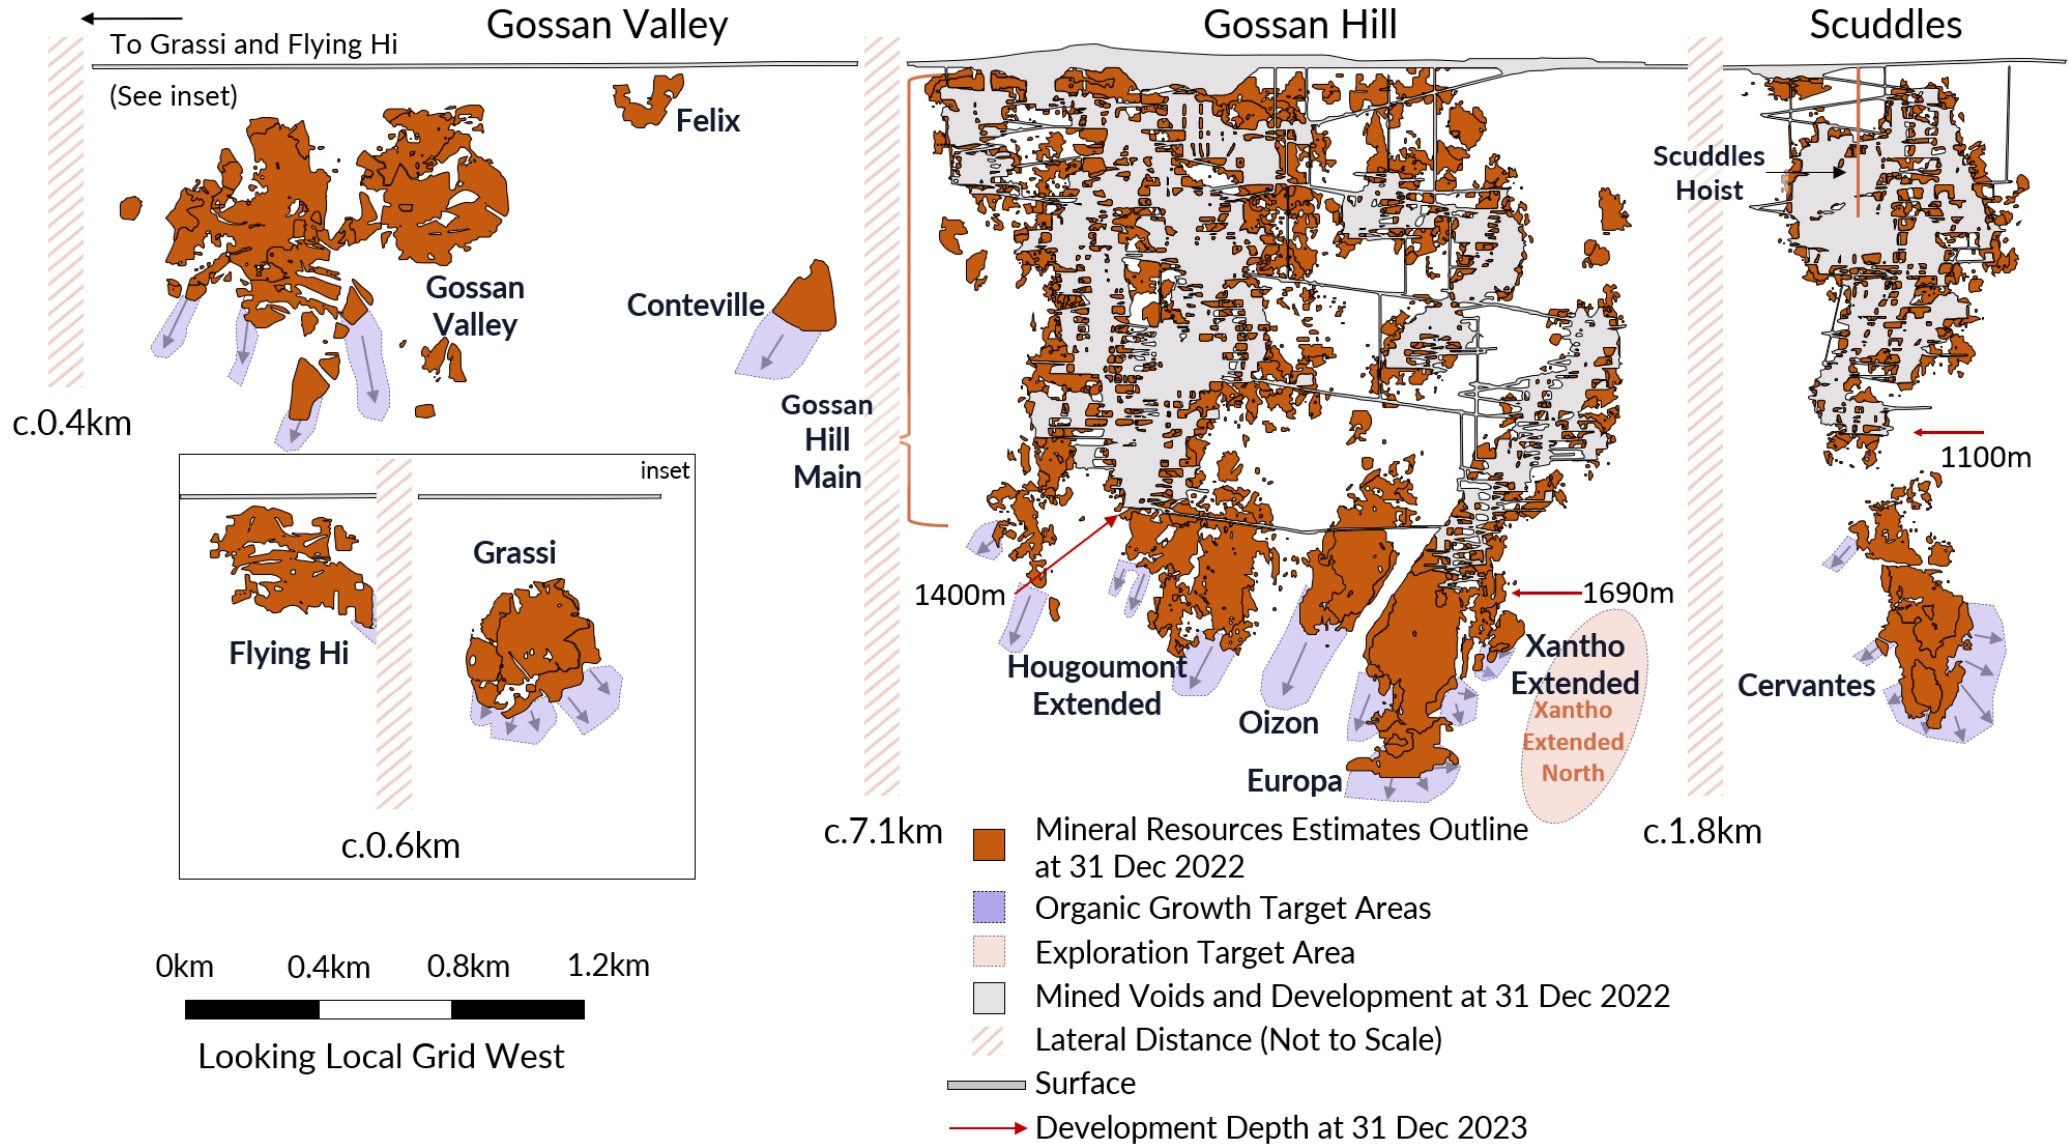 Gossan Valley
Gossan Hill
Scuddles
To Grassi and Flying Hi
(See inset)
Felix
Gossan
Valley
Conteville
c.0.4km
Gossan
Hill
Main
Scuddles
Hoist
1100m
inset
Grassi
Flying Hi
c.0.6km
1400m
1690m
Hougoumont
Extended
Oizon
Europa
Xantho
Extended
Xantho
Extended
North
Cervantes
c.7.1km
c.1.8km
Mineral Resources Estimates Outline
at 31 Dec 2022
Organic Growth Target Areas
Exploration Target Area
Mined Voids and Development at 31 Dec 2022
Lateral Distance (Not to Scale)
Surface
Development Depth at 31 Dec 2023
0km 0.4km 0.8km 1.2km
Looking Local Grid West